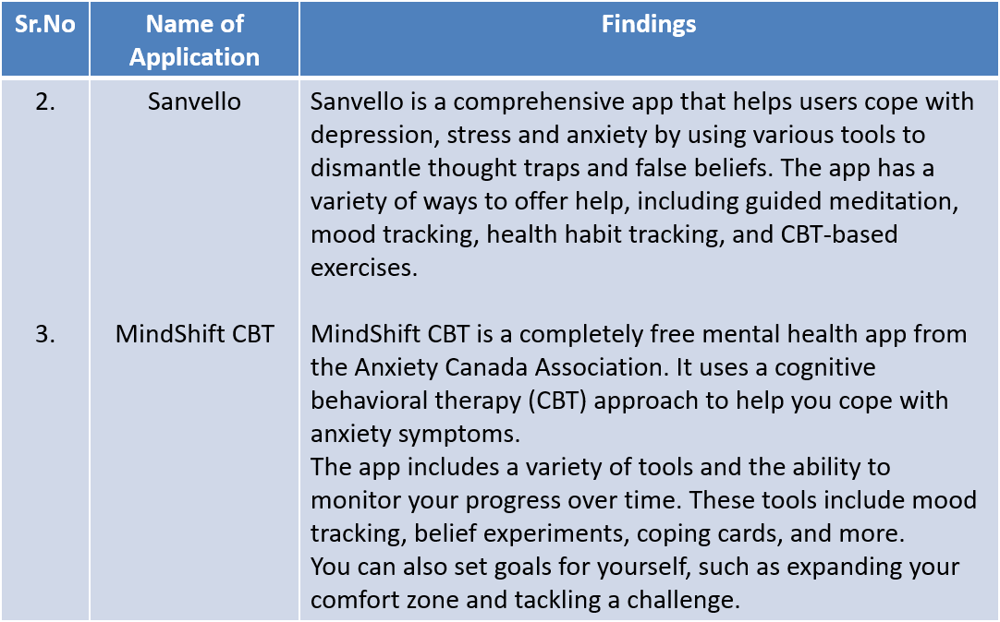 Sr.No Name of Application Findings
2. Sanvello Sanvello is a comprehensive app that helps users cope with
depression, stress and anxiety by using various tools to
dismantle thought traps and false beliefs. The app has a
variety of ways to offer help, including guided meditation,
mood tracking, health habit tracking, and CBT-based
exercises.
3. MindShift CBT MindShift CBT is a completely free mental health app from
the Anxiety Canada Association. It uses a cognitive
behavioral therapy (CBT) approach to help you cope with
anxiety symptoms.
The app includes a variety of tools and the ability to
monitor your progress over time. These tools include mood
tracking, belief experiments, coping cards, and more.
You can also set goals for yourself, such as expanding your
comfort zone and tackling a challenge.